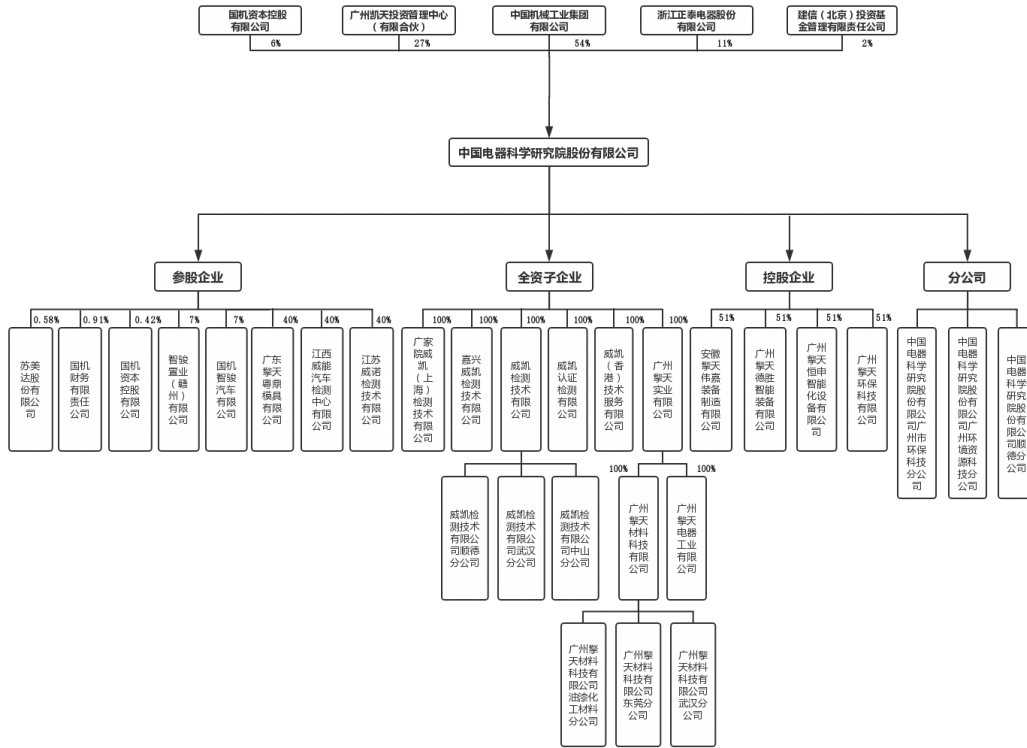 国机资本控股
有限公司
广州凯天投资管理中心
（有限合伙）
中国机械工业集团
有限公司
浙江正泰电器股份
有限公司
建信（北京）投资基
金管理有限责任公司
6%
27%
54%
11%
2%
中国电器科学研究院股份有限公司
参股企业
全资子企业
控股企业
分公司
0.58%
0.91%
0.42%
7%
7%
40%
40%
40%
100%
100%
100%
100%
100%
100%
51%
51%
51%
51%
苏美
达股
份有
限公
司
国机
财务
有限
责任
公司
国机
资本
控股
有限
公司
智骏
置业
（赣
州）
有限
公司
国机
智骏
汽车
有限
公司
广东
擎天
粤鼎
模具
有限
公司
江西
威能
汽车
检测
中心
有限
公司
江苏
威诺
检测
技术
有限
公司
广家
院威
凯
（上
海）
检测
技术
有限
公司
嘉兴
威凯
检测
技术
有限
公司
威凯
检测
技术
有限
公司
威凯
认证
检测
有限
公司
威凯
（香
港）
技术
服务
有限
公司
广州
擎天
实业
有限
公司
安徽
擎天
伟嘉
装备
制造
有限
公司
广州
擎天
德胜
智能
装备
有限
公司
广州
擎天
恒申
智能
化设
备有
限公
司
广州
擎天
环保
科技
有限
公司
中国
电器
科学
研究
院股
份有
限公
司广
州市
环保
科技
分公
司
中国
电器
科学
研究
院股
份有
限公
司广
州环
境资
源科
技分
公司
中国
电器
科学
研究
院股
份有
限公
司顺
德分
公司
100%
100%
威凯检
测技术
有限公
司顺德
分公司
威凯检
测技术
有限公
司武汉
分公司
威凯检
测技术
有限公
司中山
分公司
广州
擎天
材料
科技
有限
公司
广州
擎天
电器
工业
有限
公司
广州擎
天材料
科技有
限公司
油漆化
工材料
分公司
广州擎
天材料
科技有
限公司
东莞分
公司
广州擎
天材料
科技有
限公司
武汉分
公司